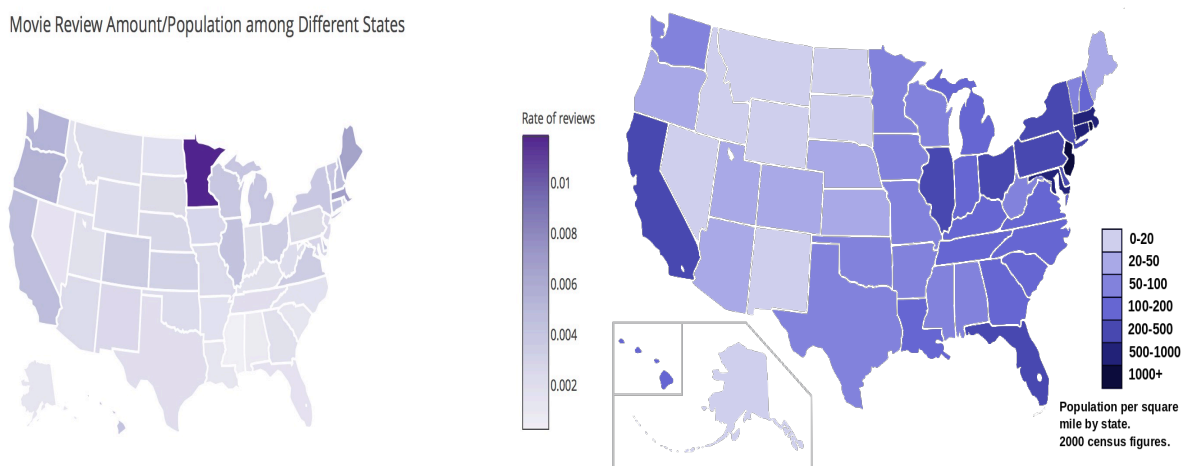 Movie Review Amount/Population among Different States
Rate of reviews
0.01
0.008
0.006
0.004
0.002
0-20
20-50
50-100
100-200
200-500
500-1000
1000+
Population per square
mile by state.
2000 census figures.